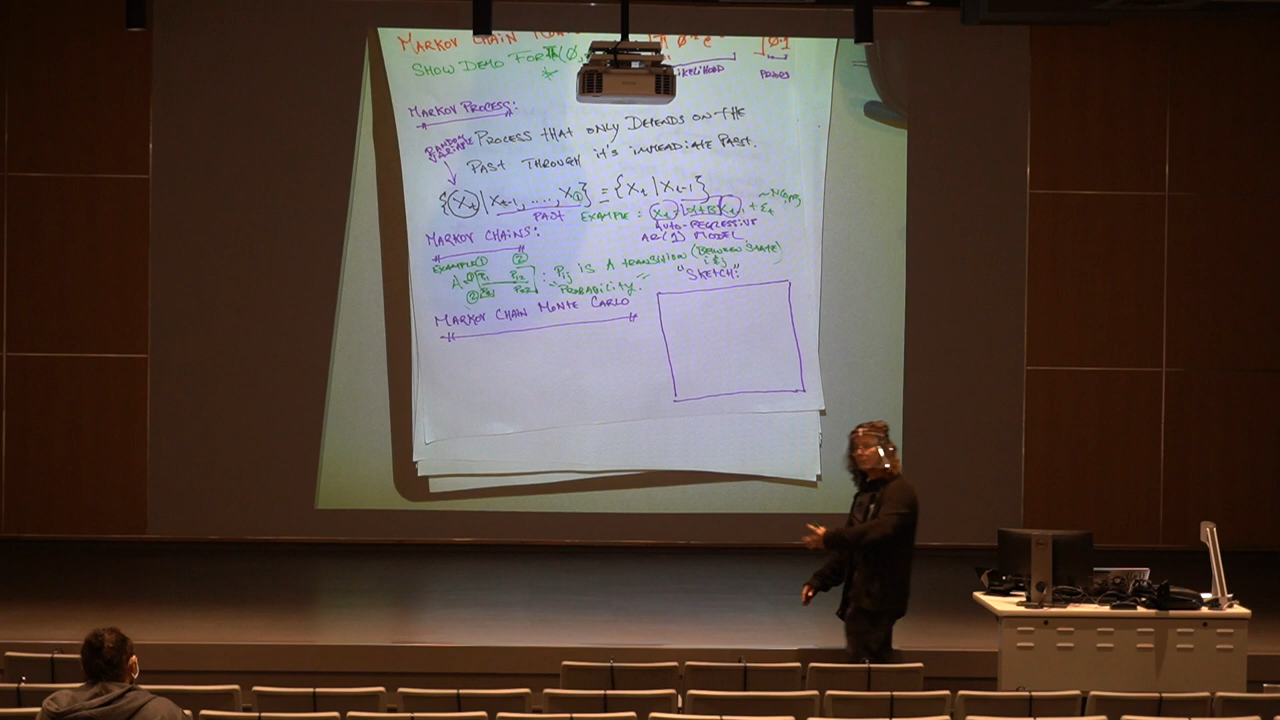 MARKOV CHAIN
SHOW DEMO FOR
LIKELIHOOD PRIORS
MARKOV PROCESS:
RANDOM VARIABLE
PROCESS THAT ONLY DEPENDS ON THE
PAST THROUGH IT'S IMMEADIATE PAST.
{X_t | X_{t-1}, ...., X_①} ≡ {X_t | X_{t-1}}
PAST EXAMPLE :
AUTO-REGRESSIVE
AR(1) MODEL
MARKOV CHAINS:
EXAMPLE
: P_ij IS A TRANSITION (BETWEEN STATE
i & j
"PROBABILITY."
"SKETCH:"
MARKOV CHAIN MONTE CARLO